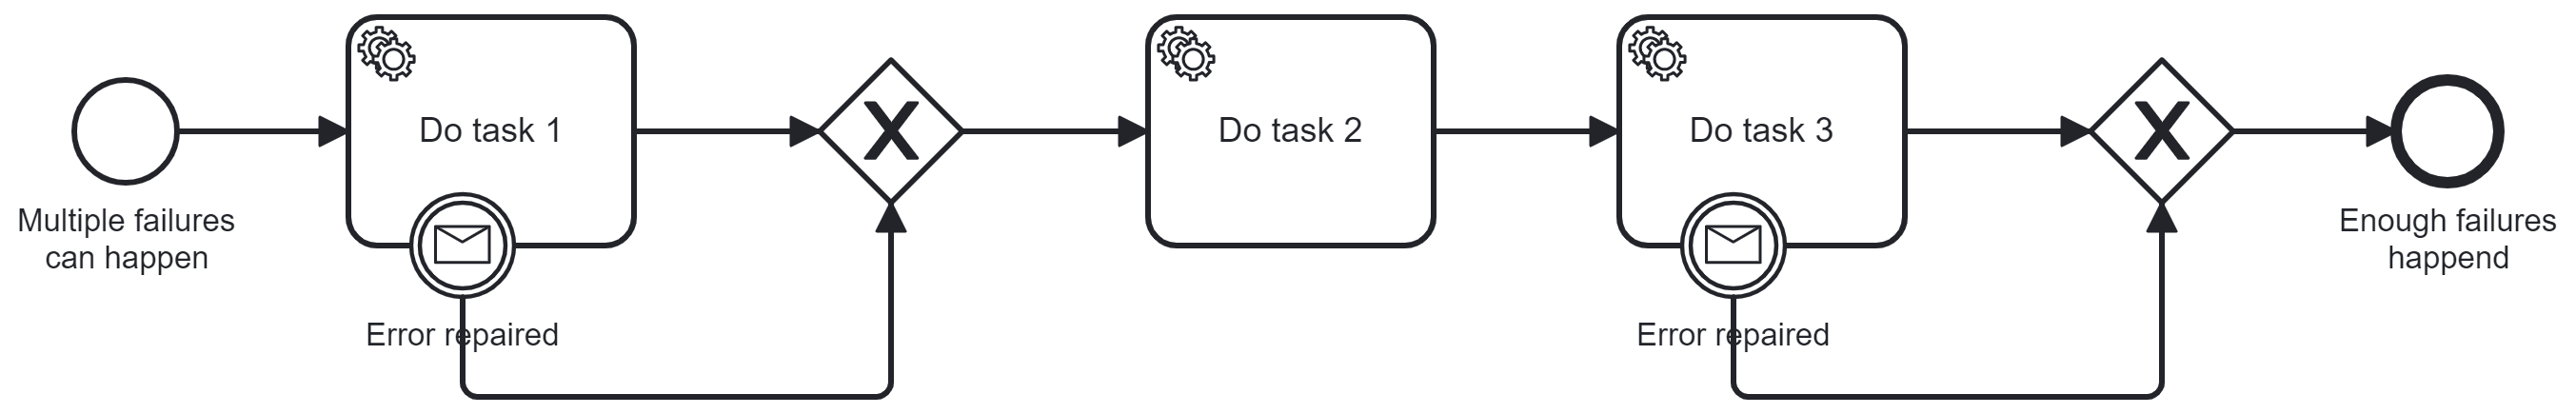 Multiple failures
can happen
Do task 1
Error repaired
X
Do task 2
Do task 3
Error repaired
X
Enough failures
happend